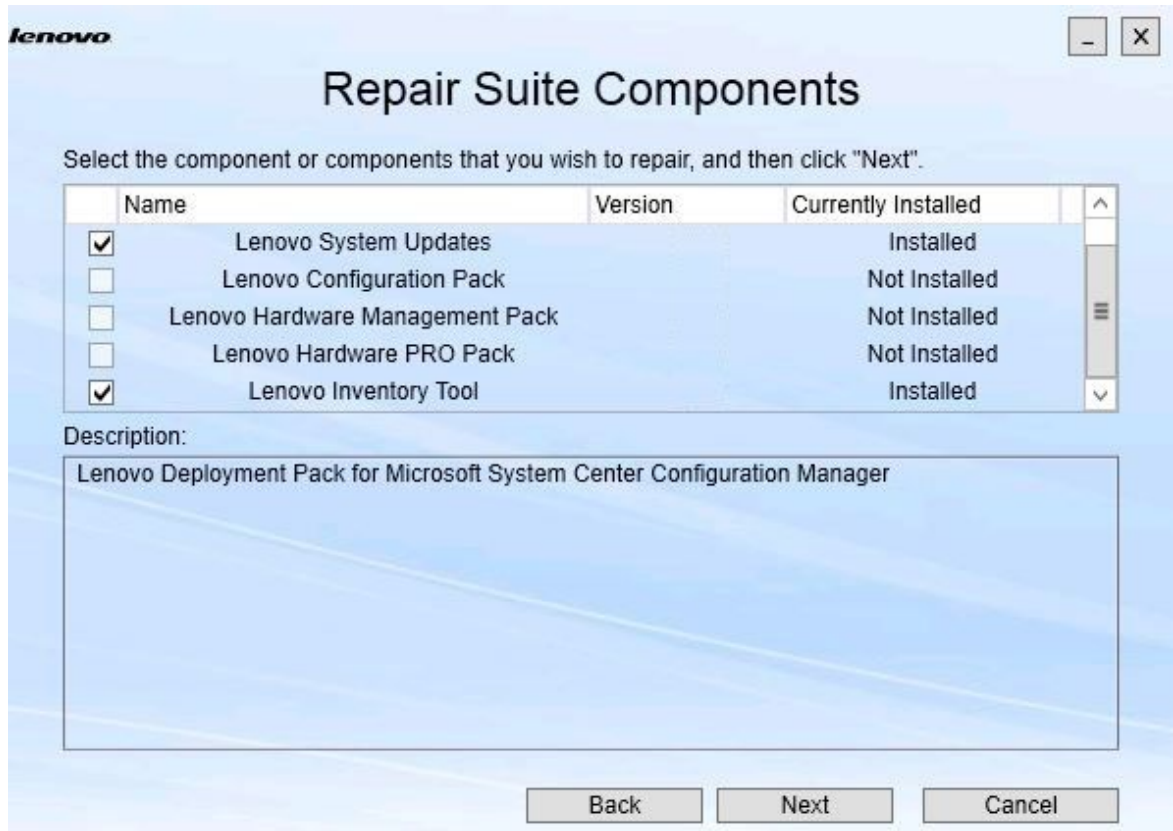 lenovo
Repair Suite Components
Select the component or components that you wish to repair, and then click "Next".
Name Version Currently Installed
Lenovo System Updates Installed
Lenovo Configuration Pack Not Installed
Lenovo Hardware Management Pack Not Installed
Lenovo Hardware PRO Pack Not Installed
Lenovo Inventory Tool Installed
Description:
Lenovo Deployment Pack for Microsoft System Center Configuration Manager
Back Next Cancel